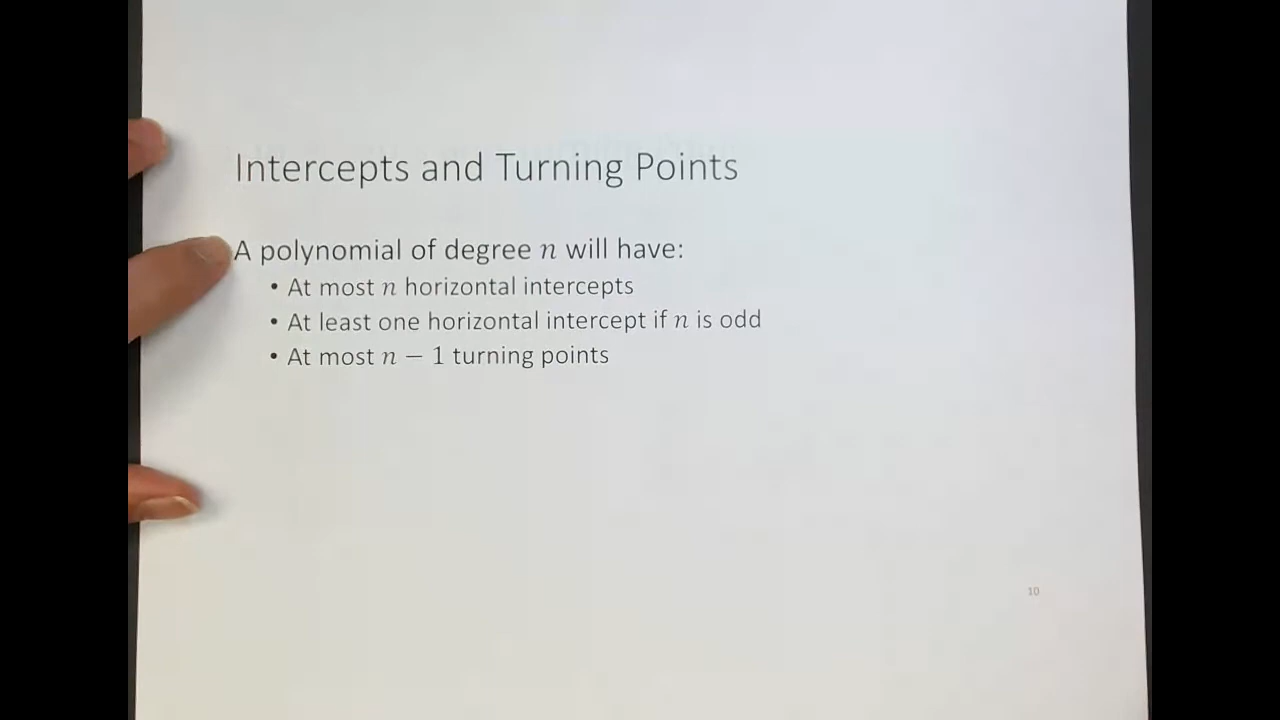 Intercepts and Turning Points
A polynomial of degree n will have:
• At most n horizontal intercepts
• At least one horizontal intercept if n is odd
• At most n − 1 turning points
10